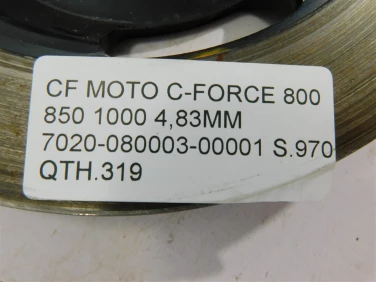 CF MOTO C-FORCE 800
850 1000 4,83MM
7020-080003-00001 S.970
QTH.319